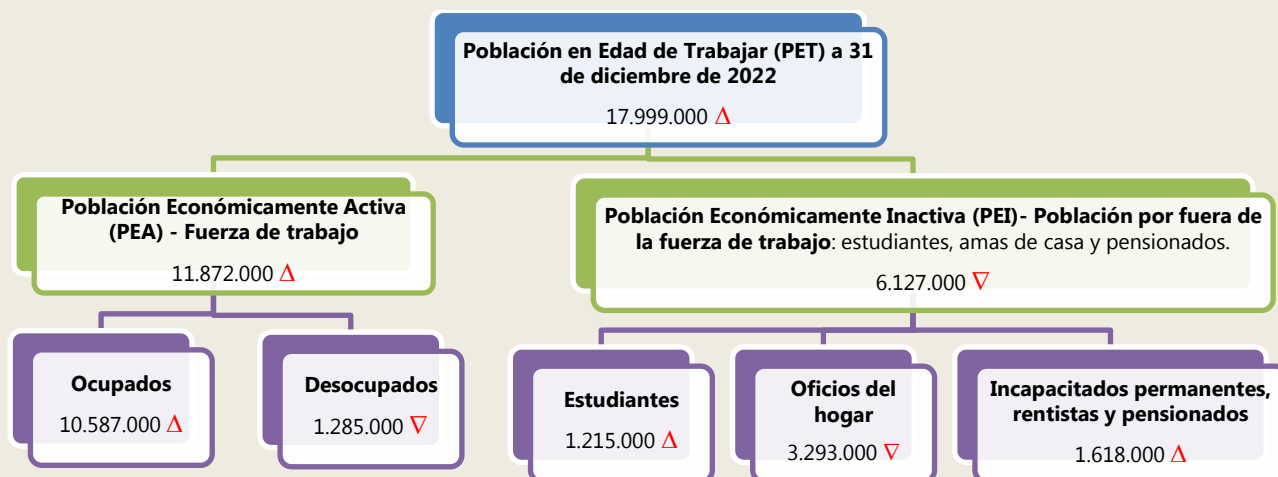 Población en Edad de Trabajar (PET) a 31
de diciembre de 2022
17.999.000 Δ
Población Económicamente Activa
(PEA) - Fuerza de trabajo
11.872.000 Δ
Población Económicamente Inactiva (PEI)- Población por fuera de
la fuerza de trabajo: estudiantes, amas de casa y pensionados.
6.127.000 ∇
Ocupados
10.587.000 Δ
Desocupados
1.285.000 ∇
Estudiantes
1.215.000 Δ
Oficios del
hogar
3.293.000 ∇
Incapacitados permanentes,
rentistas y pensionados
1.618.000 Δ